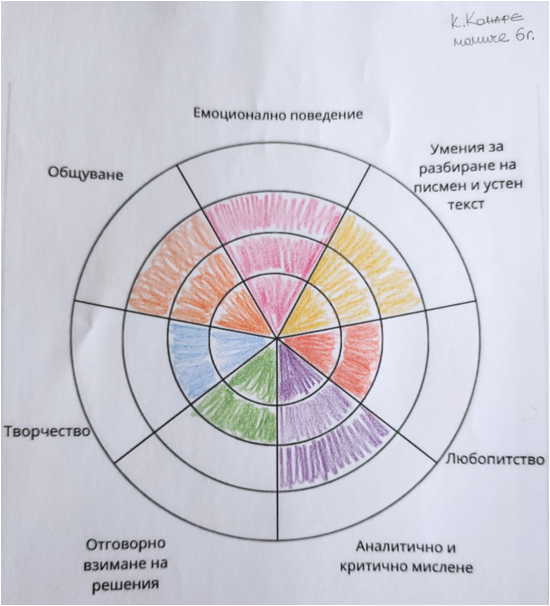 К. Конаре
момиче 6г.
Емоционално поведение
Умения за
разбиране на
писмен и устен
текст
Общуване
Творчество
Любопитство
Отговорно
взимане на
решения
Аналитично и
критично мислене